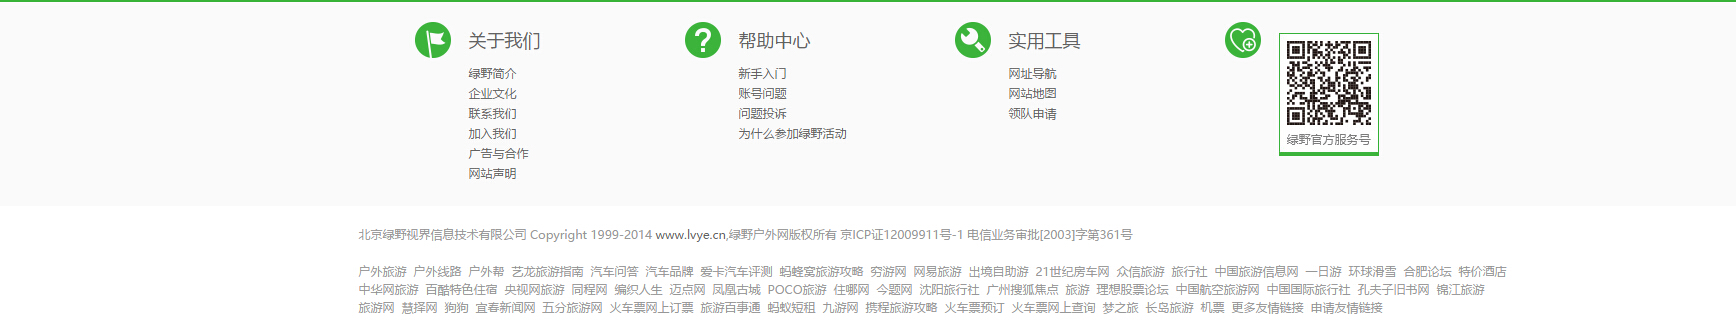 关于我们
绿野简介
企业文化
联系我们
加入我们
广告与合作
网站声明
帮助中心
新手入门
账号问题
问题投诉
为什么参加绿野活动
实用工具
网址导航
网站地图
领队申请
绿野官方服务号
北京绿野视界信息技术有限公司 Copyright 1999-2014 www.lvye.cn,绿野户外网版权所有 京ICP证12009911号-1 电信业务审批[2003]字第361号
户外旅游 户外线路 户外帮 艺龙旅游指南 汽车问答 汽车品牌 爱卡汽车评测 蚂蜂窝旅游攻略 穷游网 网易旅游 出境自助游 21世纪房车网 众信旅游 旅行社 中国旅游信息网 一日游 环球滑雪 合肥论坛 特价酒店
中华网旅游 百酷特色住宿 央视网旅游 同程网 编织人生 迈点网 凤凰古城 POCO旅游 住哪网 今题网 沈阳旅行社 广州搜狐焦点 旅游 理想股票论坛 中国航空旅游网 中国国际旅行社 孔夫子旧书网 锦江旅游
旅游网 慧择网 狗狗 宜春新闻网 五分旅游网 火车票网上订票 旅游百事通 蚂蚁短租 九游网 携程旅游攻略 火车票预订 火车票网上查询 梦之旅 长岛旅游 机票 更多友情链接 申请友情链接